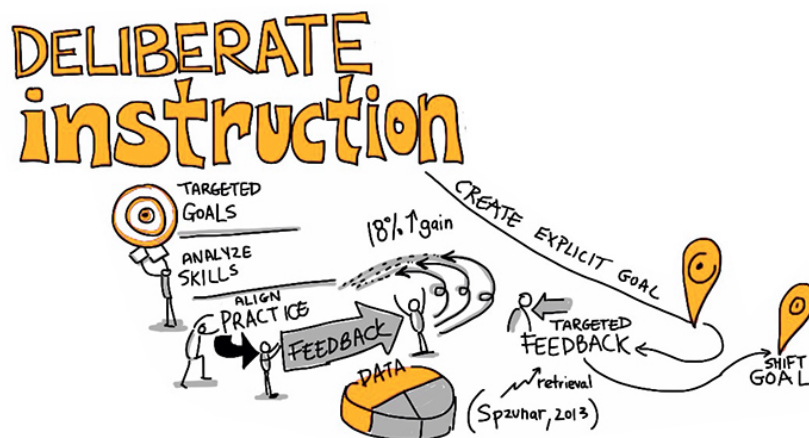 DELIBERATE
instruction
TARGETED
GOALS
ANALYZE
SKILLS
ALIGN
PRACTICE
FEEDBACK
DATA
18% ↑ gain
CREATE EXPLICIT GOAL
TARGETED
FEEDBACK
retrieval
(Spzunar, 2013)
SHIFT
GOAL